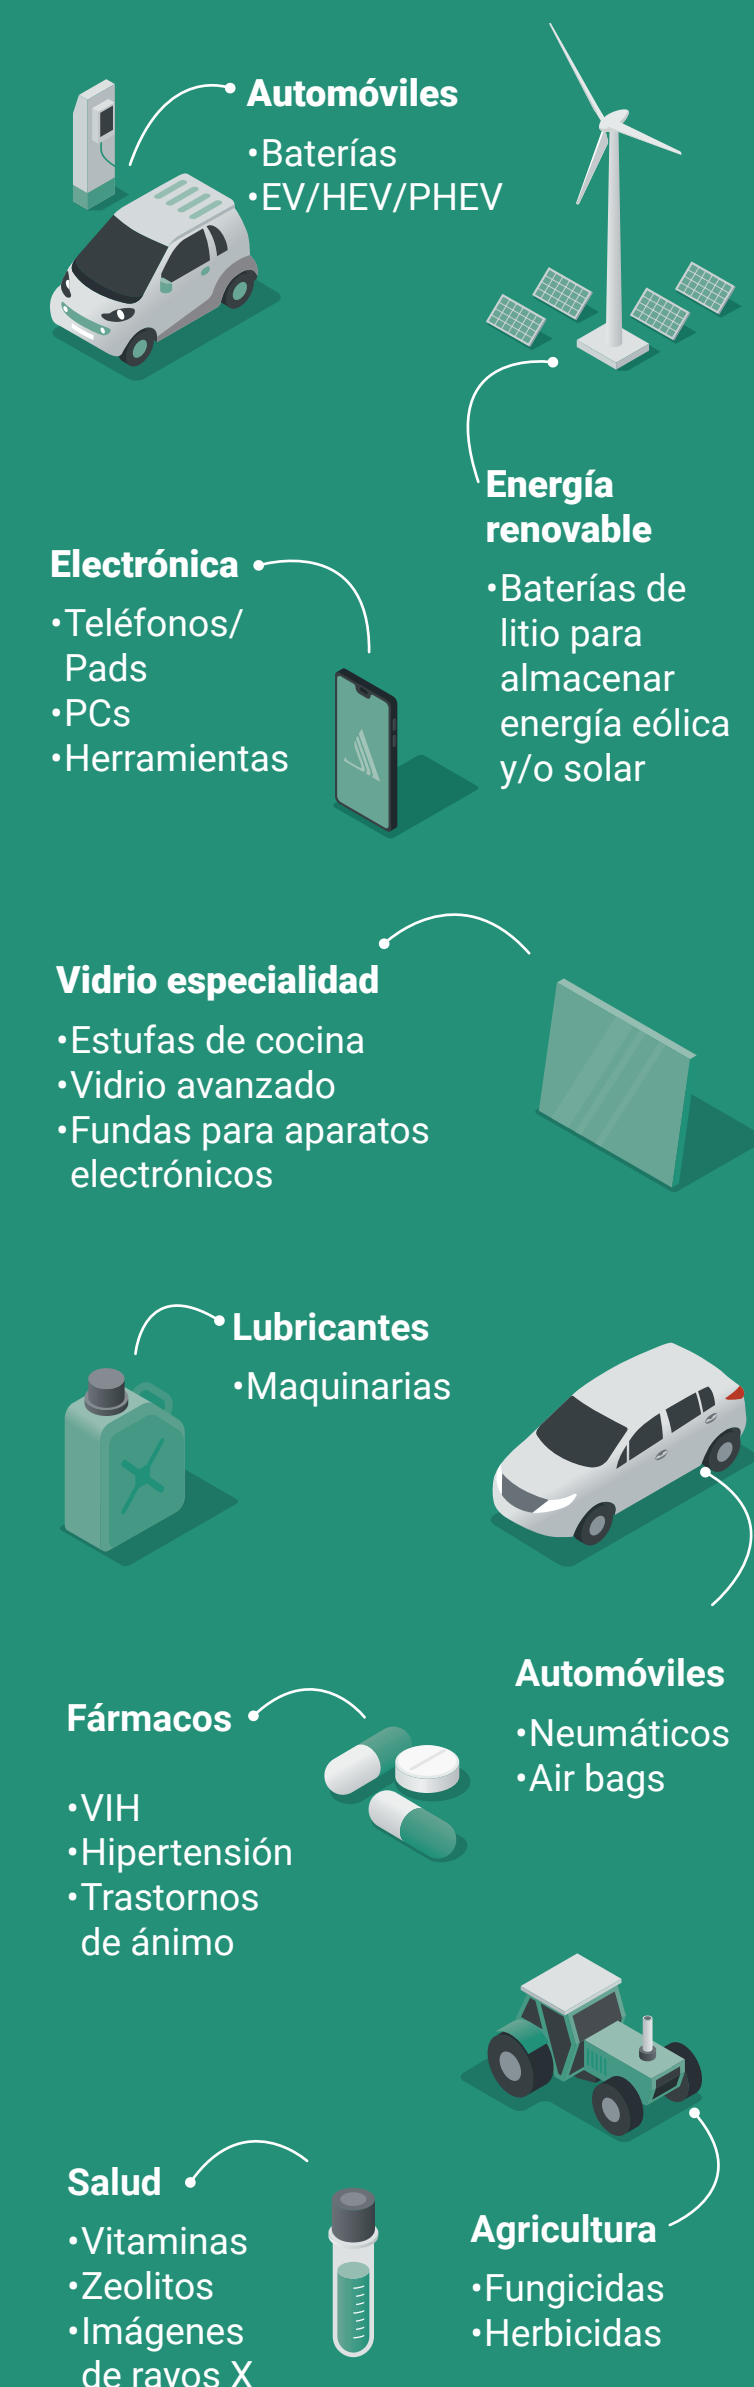 Automóviles
•Baterías
•EV/HEV/PHEV
Energía
renovable
•Baterías de
litio para
almacenar
energía eólica
y/o solar
Electrónica
•Teléfonos/
Pads
•PCs
•Herramientas
Vidrio especialidad
•Estufas de cocina
•Vidrio avanzado
•Fundas para aparatos
electrónicos
Lubricantes
•Maquinarias
Automóviles
•Neumáticos
•Air bags
Fármacos
•VIH
•Hipertensión
•Trastornos
de ánimo
Salud
•Vitaminas
•Zeolitos
•Imágenes
de rayos X
Agricultura
•Fungicidas
•Herbicidas